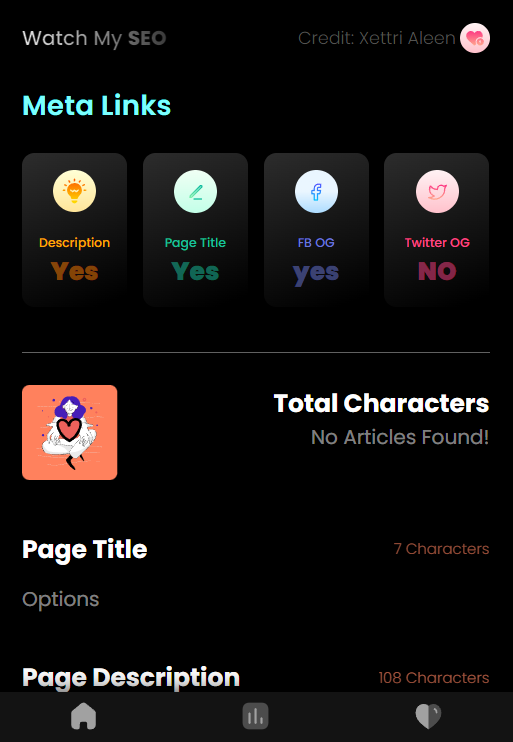 Watch My SEO
Credit: Xettri Aleen
Meta Links
Description
Yes
Page Title
Yes
FB OG
yes
Twitter OG
NO
Total Characters
No Articles Found!
Page Title
7 Characters
Options
Page Description
108 Characters